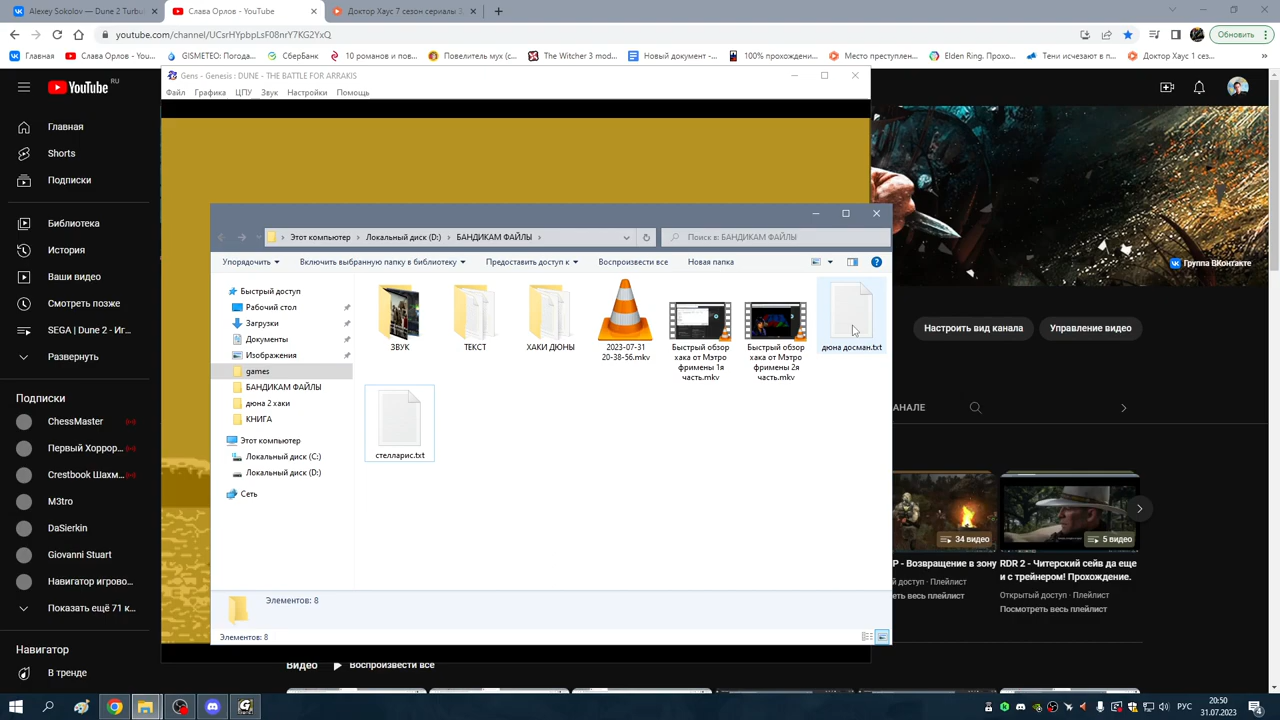 Alexey Sokolov – Dune 2 Turbu
Слава Орлов - YouTube
Доктор Хаус 7 сезон сериалы З
youtube.com/channel/UCsrHYpbpLsF08nrY7KG2YxQ
Обновить
Главная
Слава Орлов - You...
GISMETEO: Погода...
СберБанк
10 романов и пов...
Повелитель мух (с...
The Witcher 3 mod...
Новый документ -...
100% прохождени...
Место преступлен...
Elden Ring. Прохо...
Тени исчезают в п...
Доктор Хаус 1 сез...
»
YouTube
RU
Главная
Shorts
Подписки
Библиотека
История
Ваши видео
Смотреть позже
SEGA | Dune 2 - Иг...
Развернуть
Подписки
ChessMaster
Первый Хоррор...
Crestbook Шахм...
M3tro
DaSierkin
Giovanni Stuart
Навигатор игрово...
Показать ещё 71 к...
Навигатор
В тренде
Gens - Genesis : DUNE - THE BATTLE FOR ARRAKIS
Файл Графика ЦПУ Звук Настройки Помощь
Этот компьютер > Локальный диск (D:) > БАНДИКАМ ФАЙЛЫ >
Поиск в: БАНДИКАМ ФАЙЛЫ
Упорядочить
Включить выбранную папку в библиотеку
Предоставить доступ к
Воспроизвести все
Новая папка
Быстрый доступ
Рабочий стол
Загрузки
Документы
Изображения
games
БАНДИКАМ ФАЙЛЫ
дюна 2 хаки
КНИГА
Этот компьютер
Локальный диск (C:)
Локальный диск (D:)
Сеть
ЗВУК
ТЕКСТ
ХАКИ ДЮНЫ
2023-07-31
20-38-56.mkv
Быстрый обзор
хака от Мэтро
фримены 1я
часть.mkv
Быстрый обзор
хака от Мэтро
фримены 2я
часть.mkv
дюна досман.txt
стелларис.txt
Элементов: 8
Элементов: 8
Группа ВКонтакте
Настроить вид канала
Управление видео
АНАЛЕ
34 видео
5 видео
P - Возвращение в зону
й доступ · Плейлист
еть весь плейлист
RDR 2 - Читерский сейв да еще
и с трейнером! Прохождение.
Открытый доступ · Плейлист
Посмотреть весь плейлист
Видео
Воспроизвести все
РУС
20:50
31.07.2023